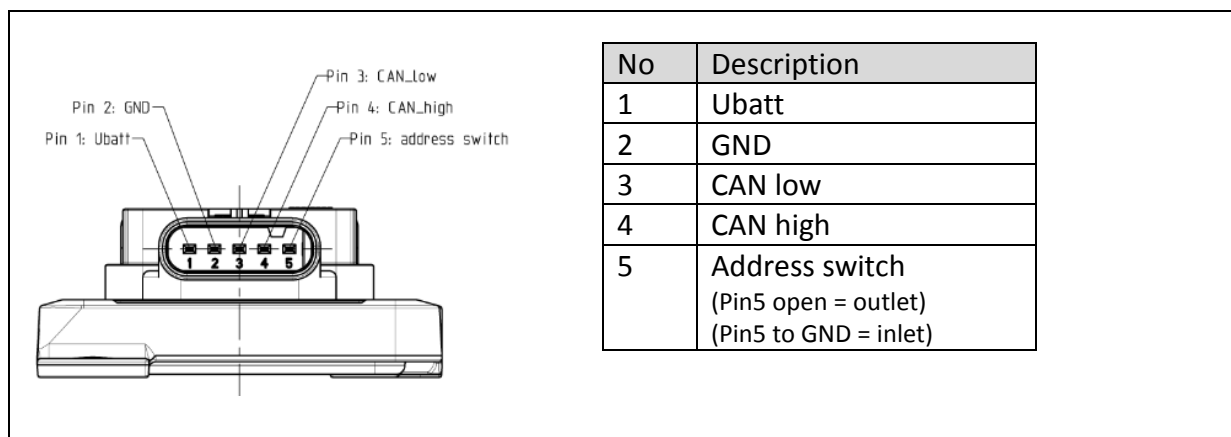 Pin 3: CAN_low
Pin 2: GND
Pin 4: CAN_high
Pin 1: Ubatt
Pin 5: address switch
1 2 3 4 5
No Description
1 Ubatt
2 GND
3 CAN low
4 CAN high
5 Address switch
(Pin5 open = outlet)
(Pin5 to GND = inlet)